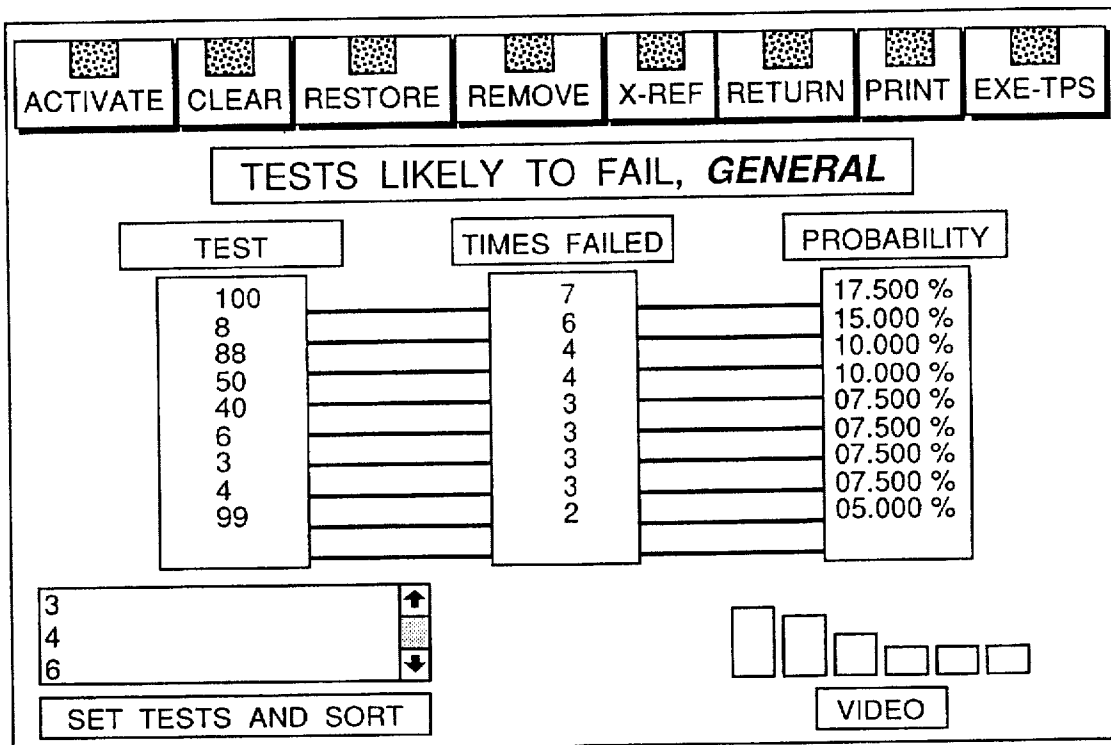 ACTIVATE CLEAR RESTORE REMOVE X-REF RETURN PRINT EXE-TPS
TESTS LIKELY TO FAIL, GENERAL
TEST TIMES FAILED PROBABILITY
100 7 17.500 %
8 6 15.000 %
88 4 10.000 %
50 4 10.000 %
40 3 07.500 %
6 3 07.500 %
3 3 07.500 %
4 3 07.500 %
99 2 05.000 %
3
4
6
SET TESTS AND SORT
VIDEO